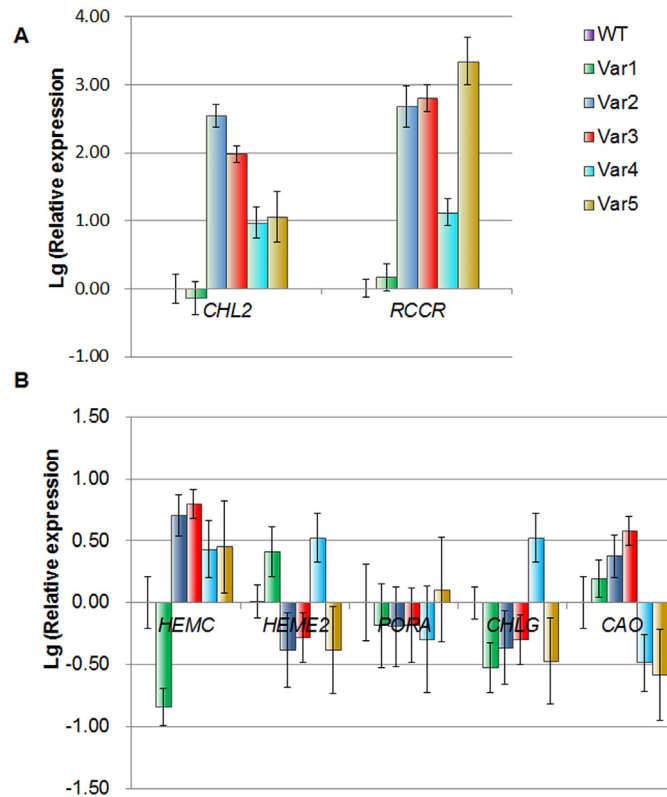 A
Lg (Relative expression)
4.00
3.00
2.00
1.00
0.00
-1.00
CHL2
RCCR
WT
Var1
Var2
Var3
Var4
Var5
B
Lg (Relative expression)
1.50
1.00
0.50
0.00
-0.50
-1.00
-1.50
HEMC
HEME2
PORA
CHLG
CAO